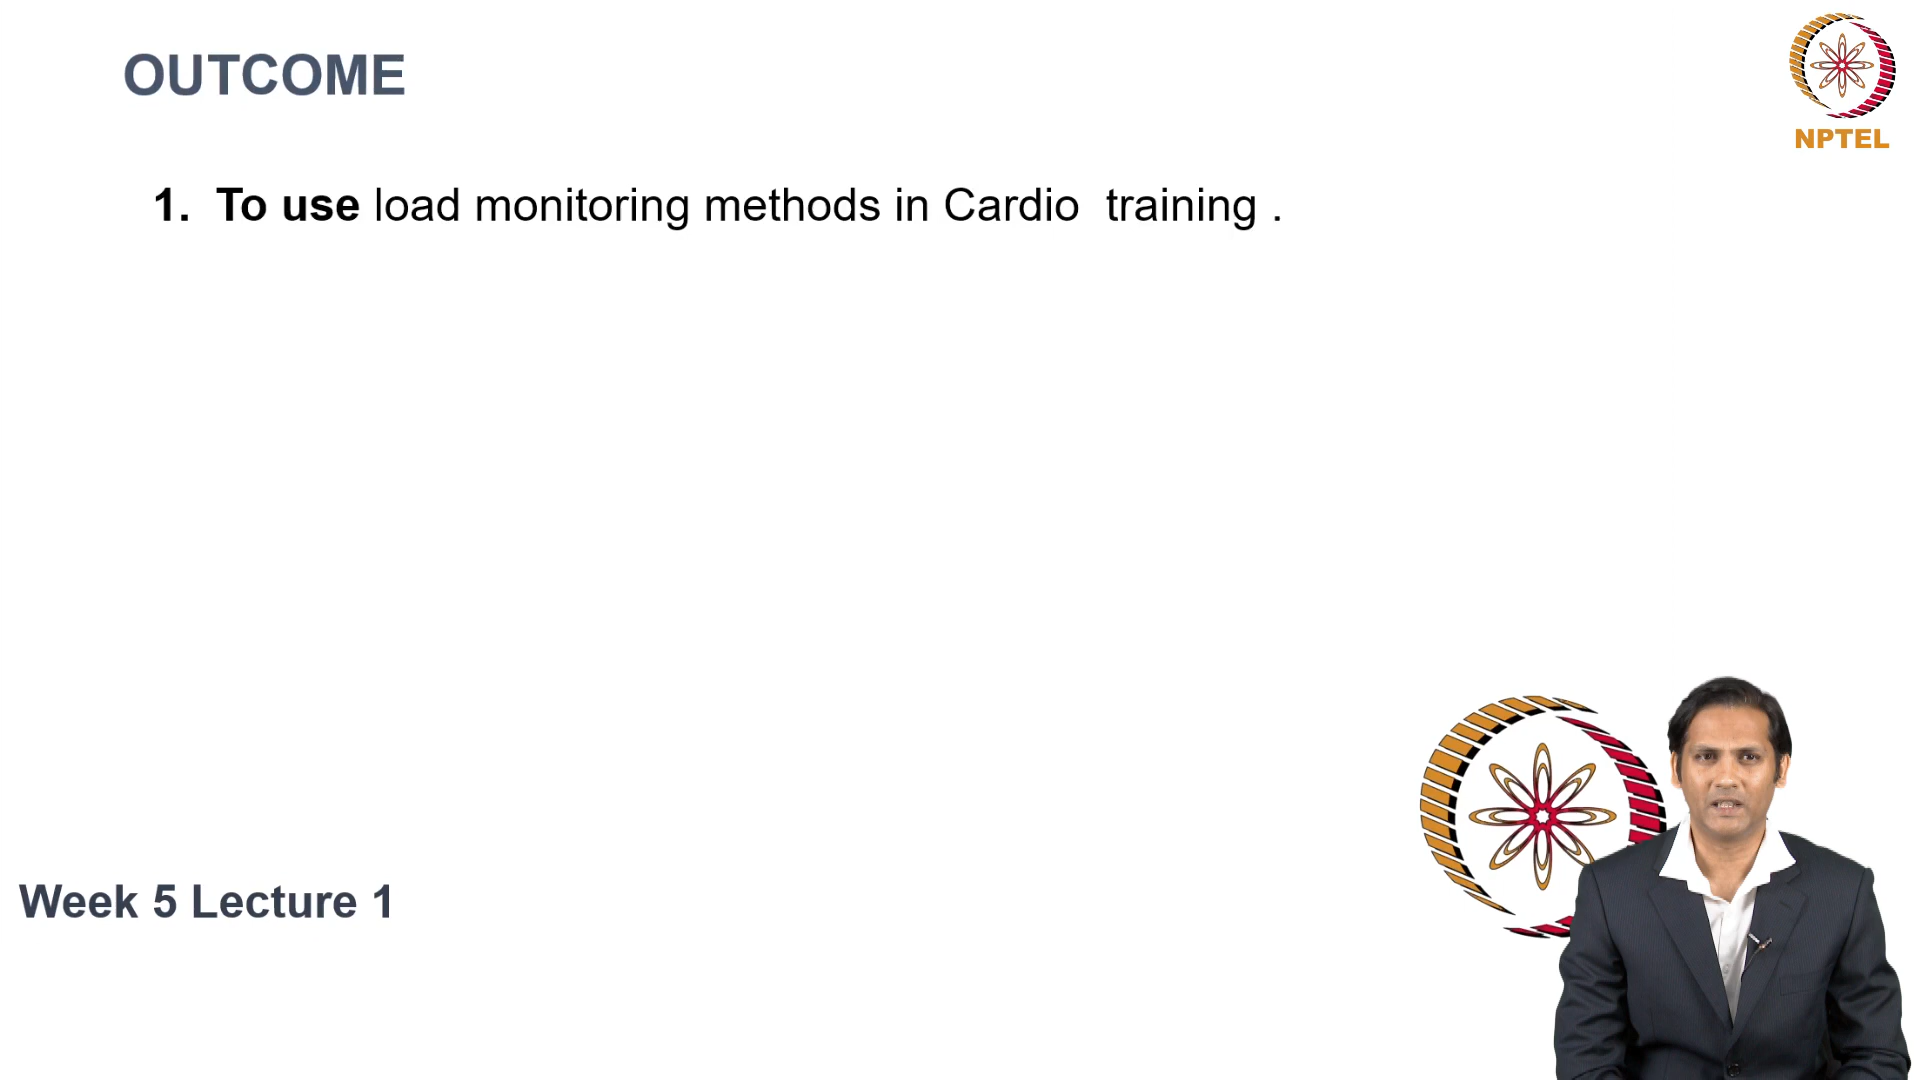 OUTCOME
NPTEL
1. To use load monitoring methods in Cardio  training .
Week 5 Lecture 1